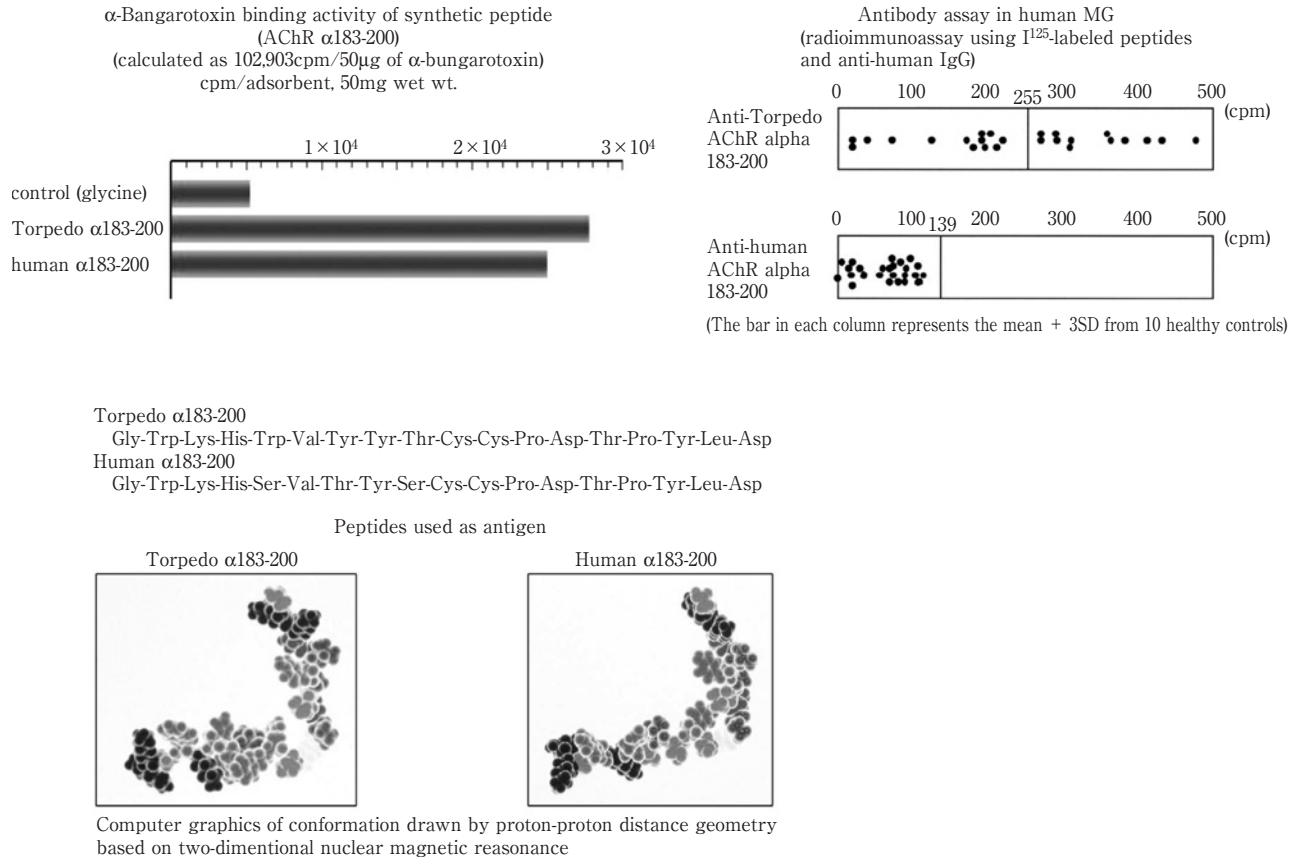 α-Bangarotoxin binding activity of synthetic peptide
(AChR α183-200)
(calculated as 102,903cpm/50μg of α-bungarotoxin)
cpm/adsorbent, 50mg wet wt.
1×10⁴ 2×10⁴ 3×10⁴
control (glycine)
Torpedo α183-200
human α183-200
Antibody assay in human MG
(radioimmunoassay using I¹²⁵-labeled peptides
and anti-human IgG)
0 100 200 255 300 400 500
(cpm)
Anti-Torpedo
AChR alpha
183-200
0 100 139 200 300 400 500
(cpm)
Anti-human
AChR alpha
183-200
(The bar in each column represents the mean + 3SD from 10 healthy controls)
Torpedo α183-200
Gly-Trp-Lys-His-Trp-Val-Tyr-Tyr-Thr-Cys-Cys-Pro-Asp-Thr-Pro-Tyr-Leu-Asp
Human α183-200
Gly-Trp-Lys-His-Ser-Val-Thr-Tyr-Ser-Cys-Cys-Pro-Asp-Thr-Pro-Tyr-Leu-Asp
Peptides used as antigen
Torpedo α183-200
Human α183-200
Computer graphics of conformation drawn by proton-proton distance geometry
based on two-dimentional nuclear magnetic reasonance